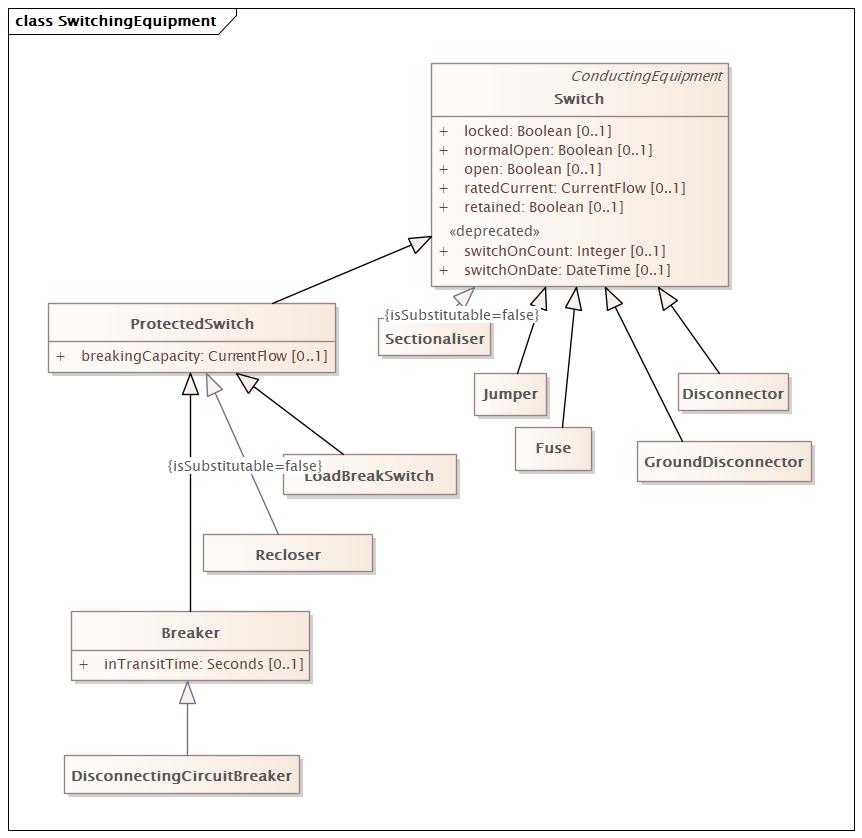 class SwitchingEquipment
ConductingEquipment
Switch
+ locked: Boolean [0..1]
+ normalOpen: Boolean [0..1]
+ open: Boolean [0..1]
+ ratedCurrent: CurrentFlow [0..1]
+ retained: Boolean [0..1]
«deprecated»
+ switchOnCount: Integer [0..1]
+ switchOnDate: DateTime [0..1]
ProtectedSwitch
+ breakingCapacity: CurrentFlow [0..1]
{isSubstitutable=false}
Sectionaliser
Jumper
Disconnector
Fuse
GroundDisconnector
{isSubstitutable=false}
LoadBreakSwitch
Recloser
Breaker
+ inTransitTime: Seconds [0..1]
DisconnectingCircuitBreaker